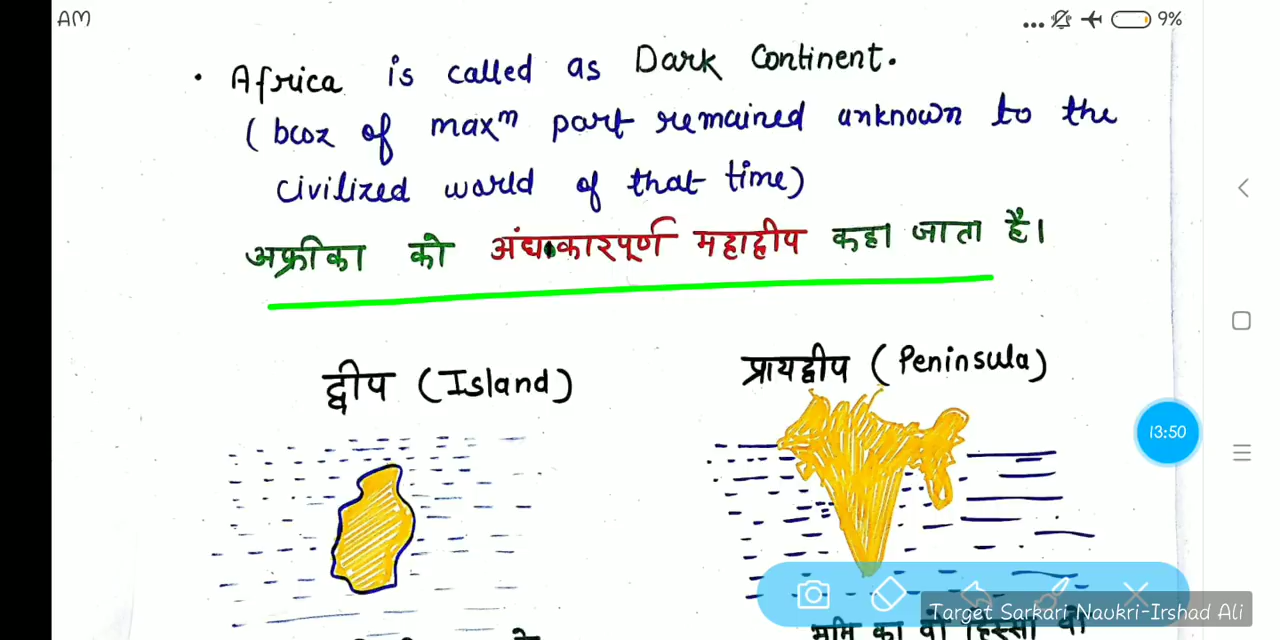 AM
... 9%
• Africa is called as Dark Continent.
(bcoz of maxᵐ part remained unknown to the
civilized world of that time)
अफ्रीका को अंधकारपूर्ण महाद्वीप कहा जाता है।
द्वीप (Island)
प्रायद्वीप (Peninsula)
13:50
Target Sarkari Naukri-Irshad Ali
भूमि का वो हिस्सा जो